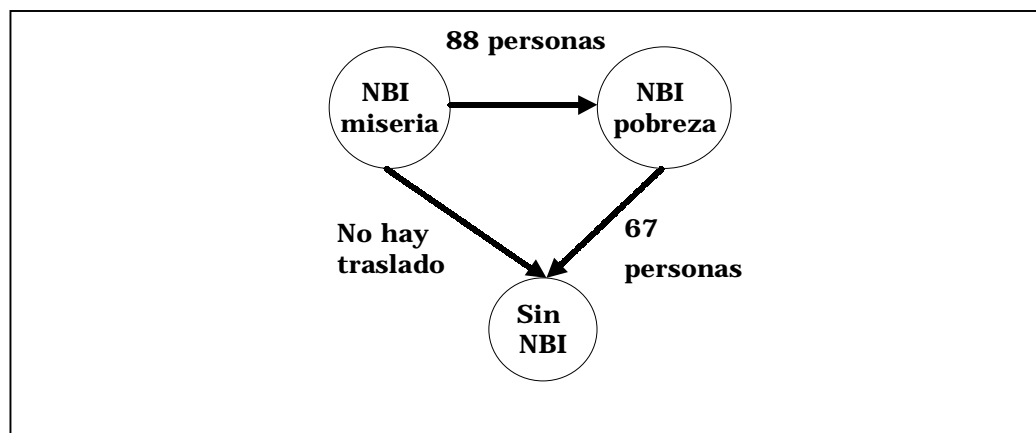 88 personas
NBI
miseria
NBI
pobreza
No hay
traslado
67
personas
Sin
NBI